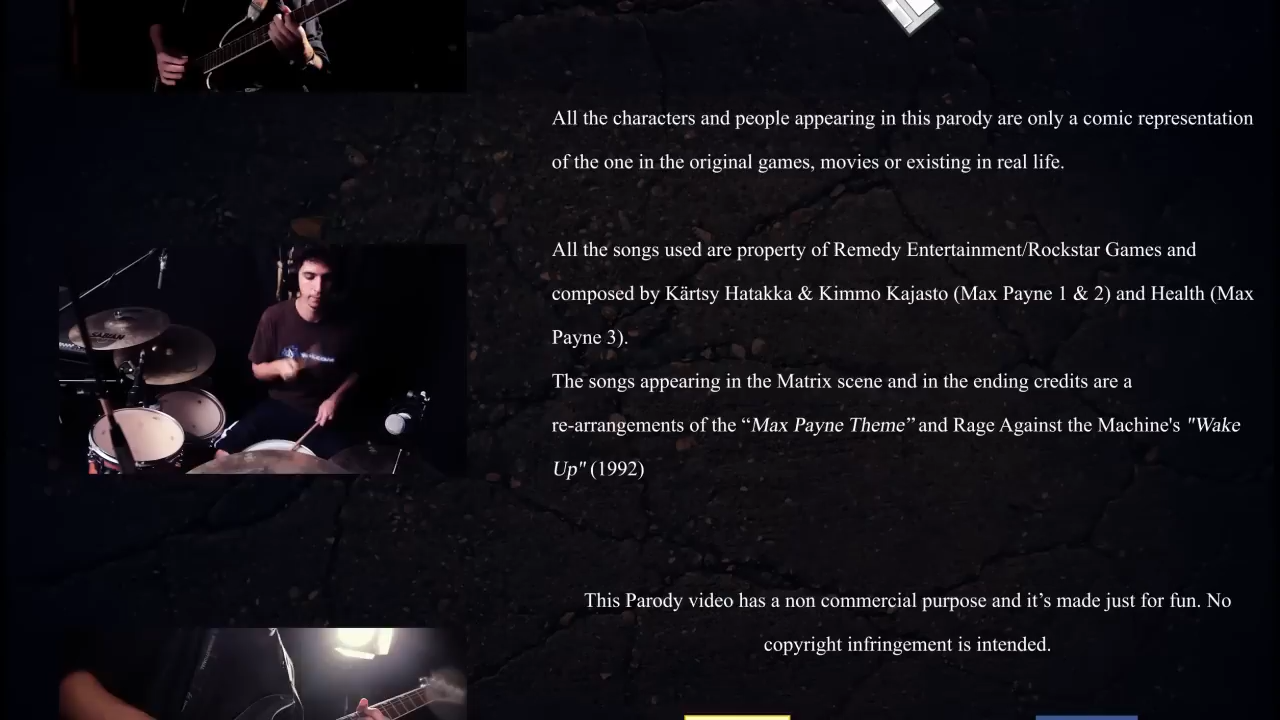 All the characters and people appearing in this parody are only a comic representation
of the one in the original games, movies or existing in real life.
All the songs used are property of Remedy Entertainment/Rockstar Games and
composed by Kärtsy Hatakka & Kimmo Kajasto (Max Payne 1 & 2) and Health (Max
Payne 3).
The songs appearing in the Matrix scene and in the ending credits are a
re-arrangements of the “Max Payne Theme” and Rage Against the Machine's "Wake
Up" (1992)
This Parody video has a non commercial purpose and it’s made just for fun. No
copyright infringement is intended.
SABIAN